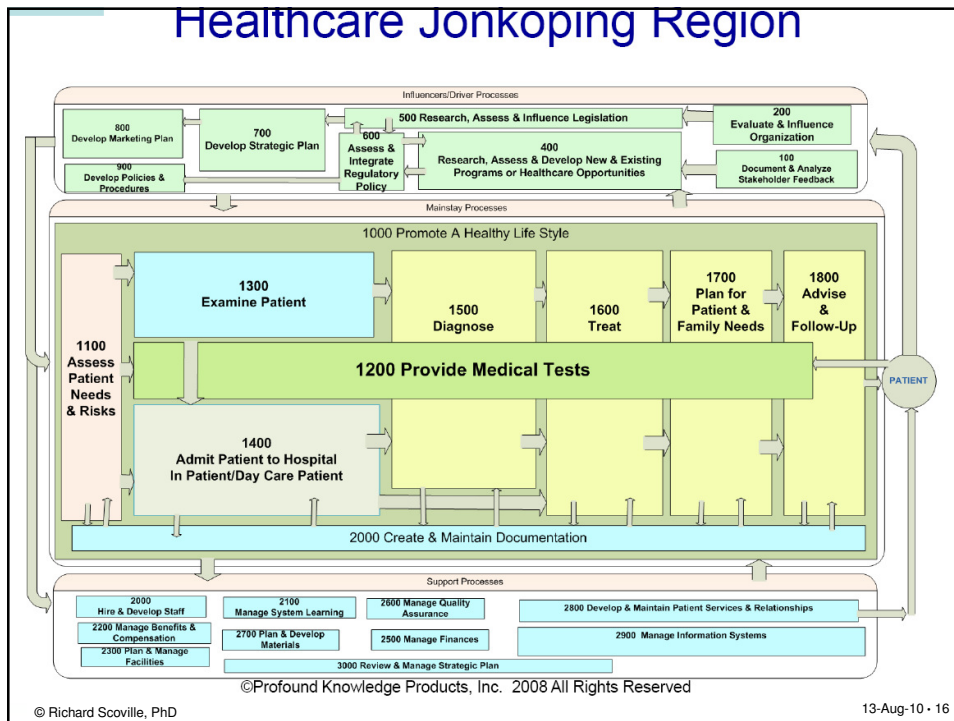 Healthcare Jonkoping Region
Influencers/Driver Processes
800
Develop Marketing Plan
700
Develop Strategic Plan
500 Research, Assess & Influence Legislation
200
Evaluate & Influence
Organization
600
Assess &
Integrate
Regulatory
Policy
400
Research, Assess & Develop New & Existing
Programs or Healthcare Opportunities
100
Document & Analyze
Stakeholder Feedback
900
Develop Policies &
Procedures
Mainstay Processes
1000 Promote A Healthy Life Style
1100
Assess
Patient
Needs
& Risks
1300
Examine Patient
1500
Diagnose
1600
Treat
1700
Plan for
Patient &
Family Needs
1800
Advise
&
Follow-Up
1200 Provide Medical Tests
PATIENT
1400
Admit Patient to Hospital
In Patient/Day Care Patient
2000 Create & Maintain Documentation
Support Processes
2000
Hire & Develop Staff
2100
Manage System Learning
2600 Manage Quality
Assurance
2800 Develop & Maintain Patient Services & Relationships
2200 Manage Benefits &
Compensation
2700 Plan & Develop
Materials
2500 Manage Finances
2900 Manage Information Systems
2300 Plan & Manage
Facilities
3000 Review & Manage Strategic Plan
©Profound Knowledge Products, Inc. 2008 All Rights Reserved
© Richard Scoville, PhD
13-Aug-10 • 16